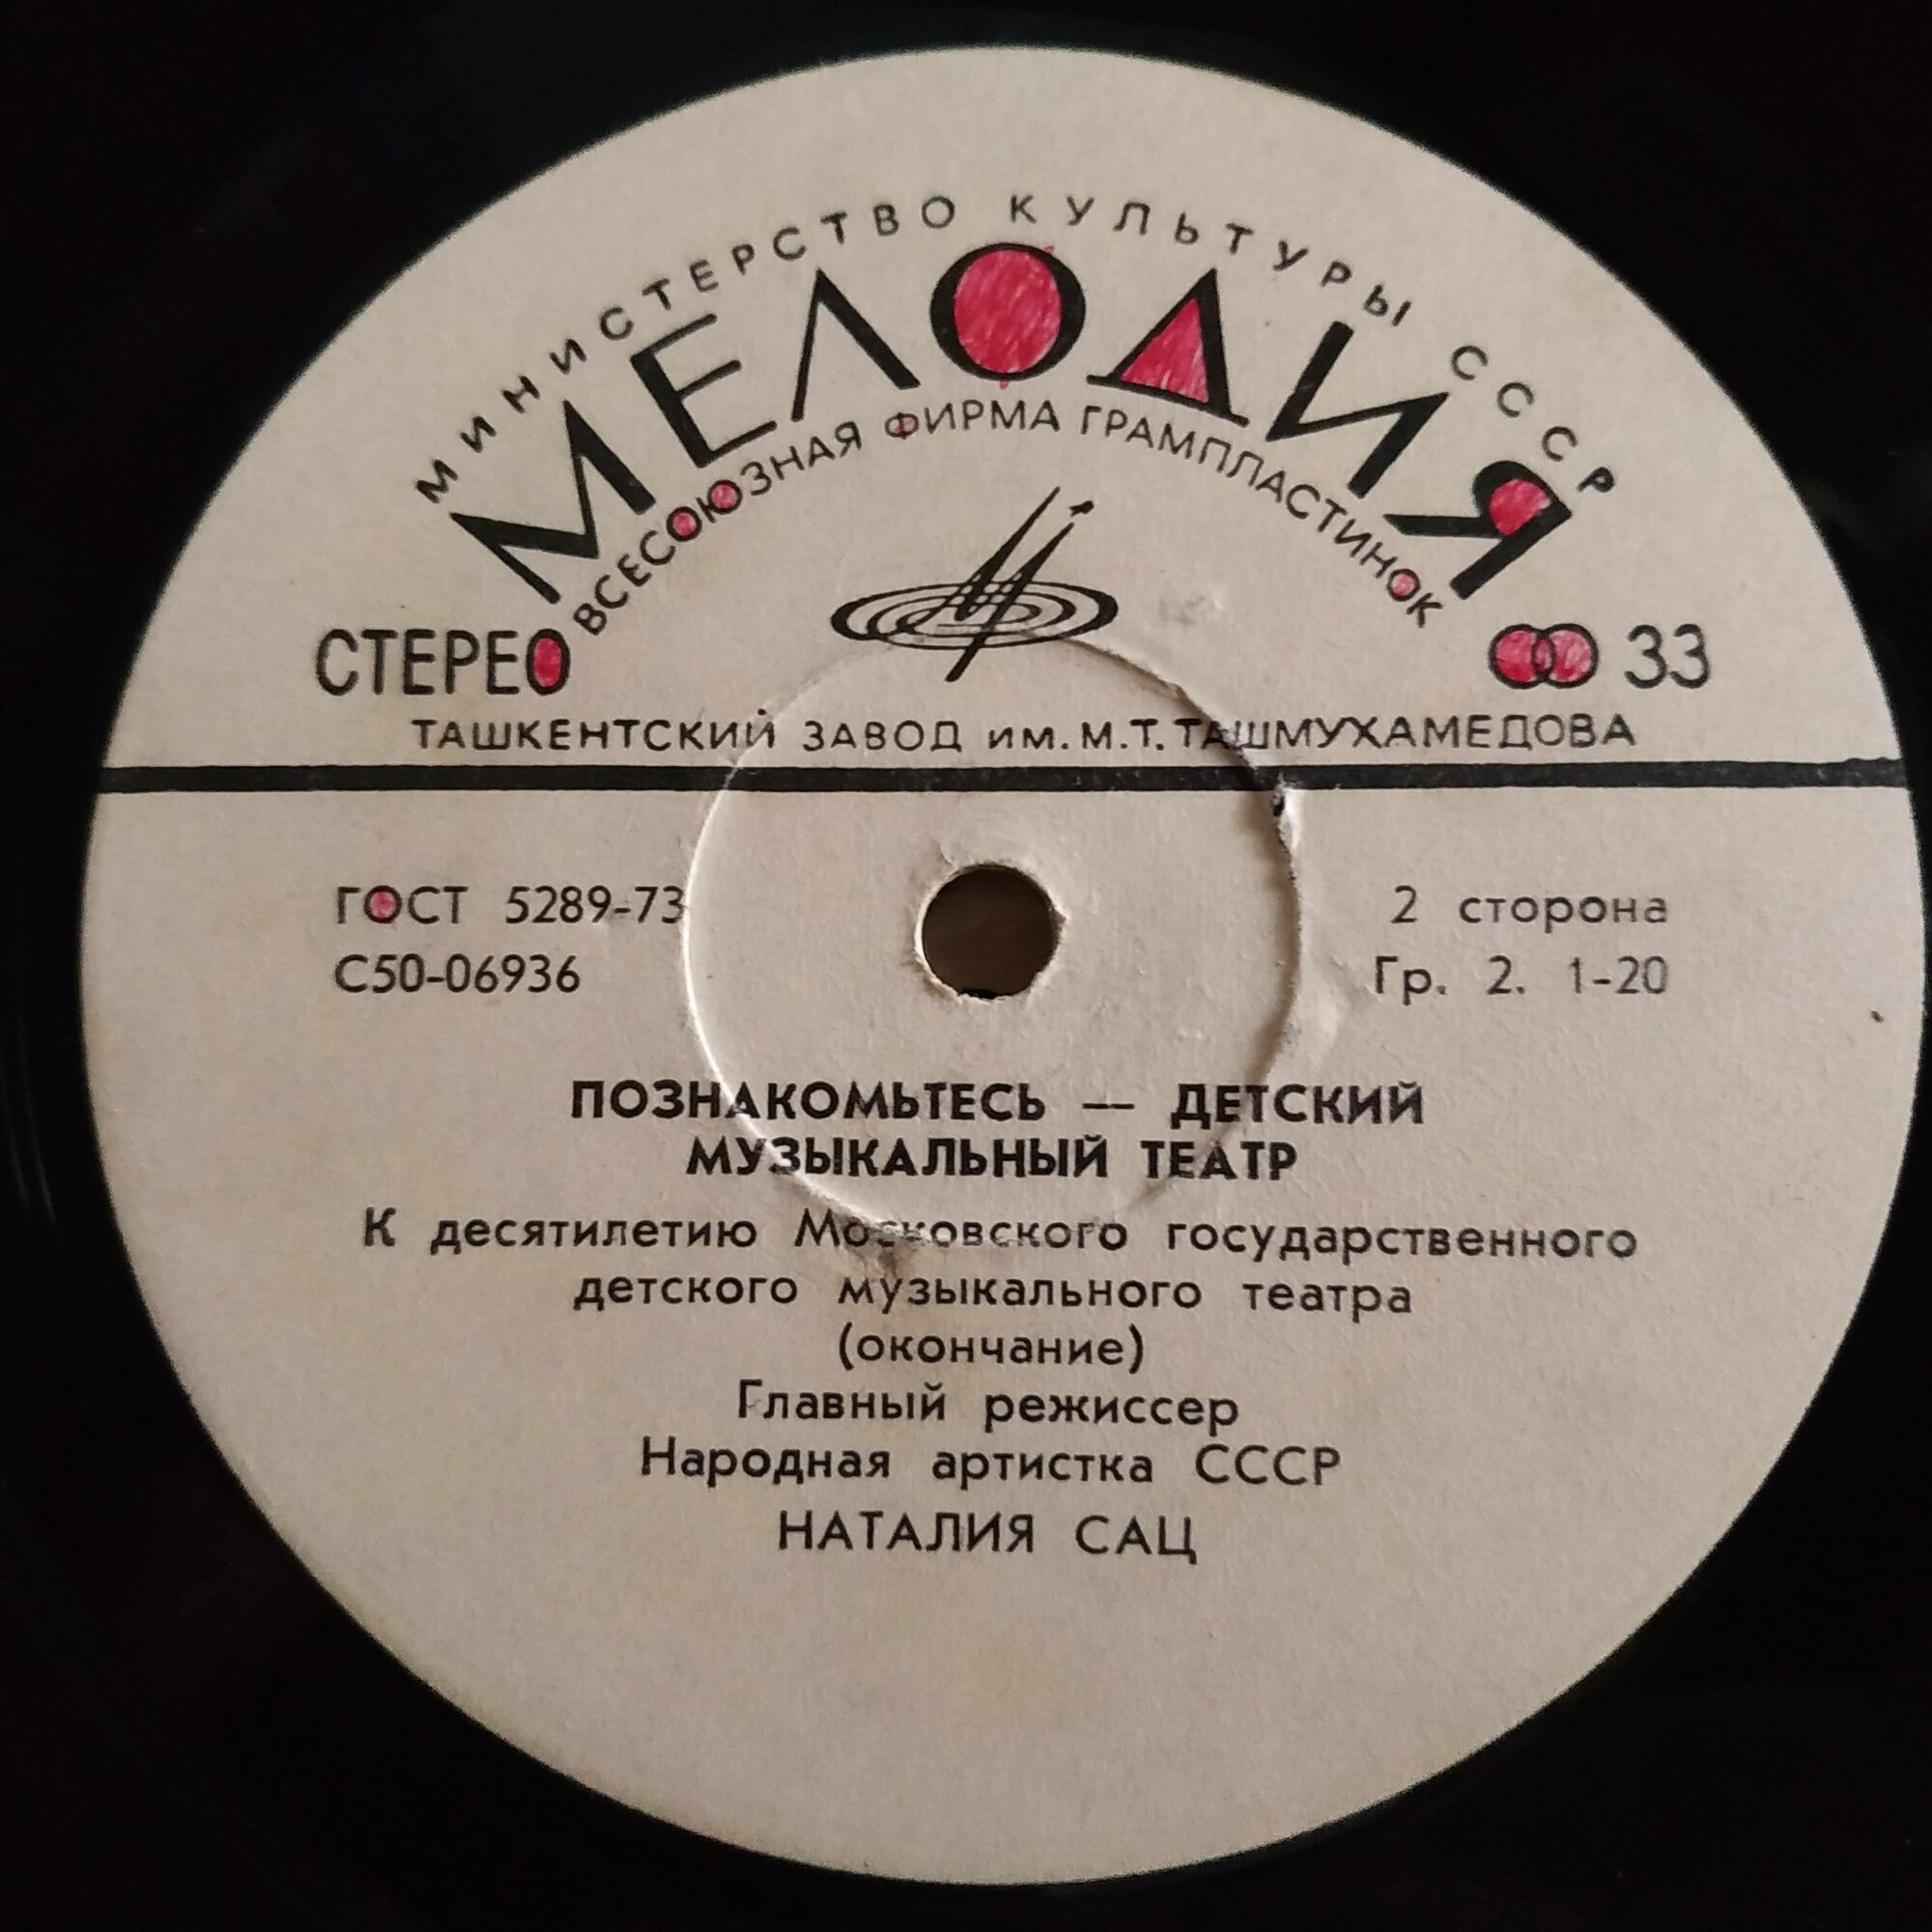 МИНИСТЕРСТВО КУЛЬТУРЫ СССР
МЕЛОДИЯ
ВСЕСОЮЗНАЯ ФИРМА ГРАМПЛАСТИНОК
СТЕРЕО 33
ТАШКЕНТСКИЙ ЗАВОД им. М.Т. ТАШМУХАМЕДОВА
ГОСТ 5289-73 2 сторона
С50-06936 Гр. 2. 1-20
ПОЗНАКОМЬТЕСЬ — ДЕТСКИЙ
МУЗЫКАЛЬНЫЙ ТЕАТР
К десятилетию Московского государственного
детского музыкального театра
(окончание)
Главный режиссер
Народная артистка СССР
НАТАЛИЯ САЦ